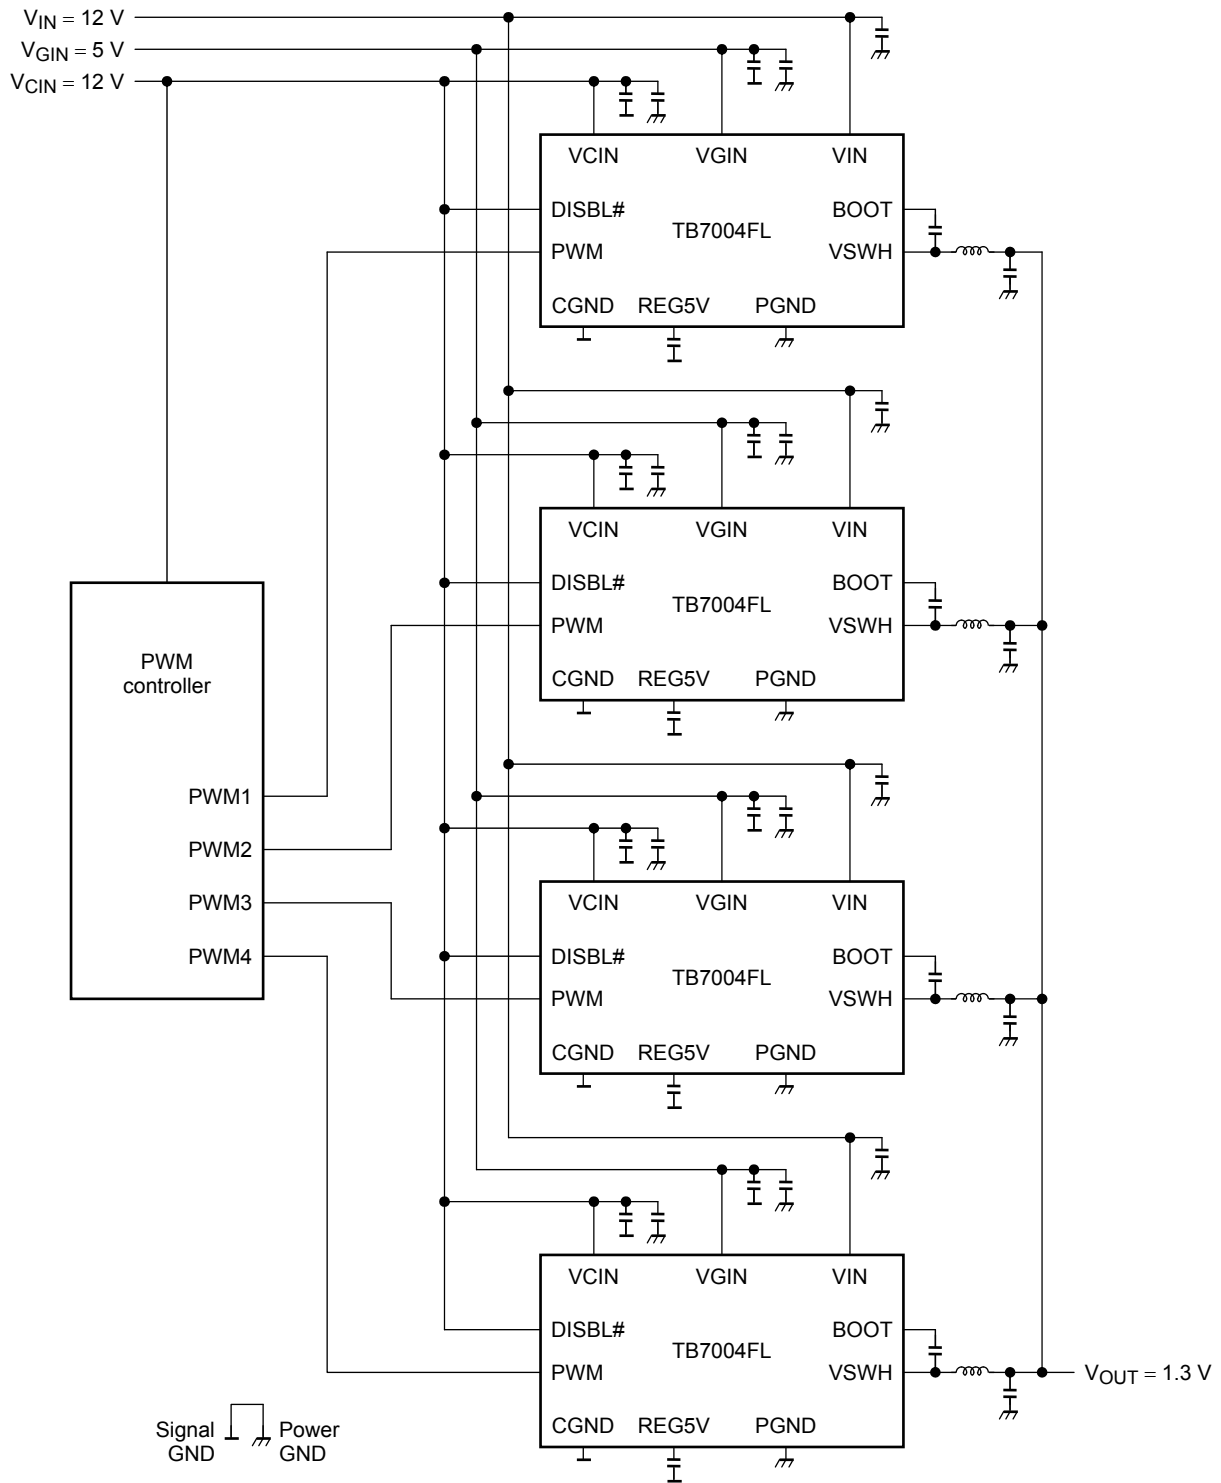 VIN = 12 V
VGIN = 5 V
VCIN = 12 V
VCIN VGIN VIN
DISBL# BOOT
TB7004FL
PWM VSWH
CGND REG5V PGND
VCIN VGIN VIN
DISBL# BOOT
TB7004FL
PWM VSWH
CGND REG5V PGND
PWM
controller
PWM1
PWM2
PWM3
PWM4
VCIN VGIN VIN
DISBL# BOOT
TB7004FL
PWM VSWH
CGND REG5V PGND
VCIN VGIN VIN
DISBL# BOOT
TB7004FL
PWM VSWH
CGND REG5V PGND
VOUT = 1.3 V
Signal
GND
Power
GND